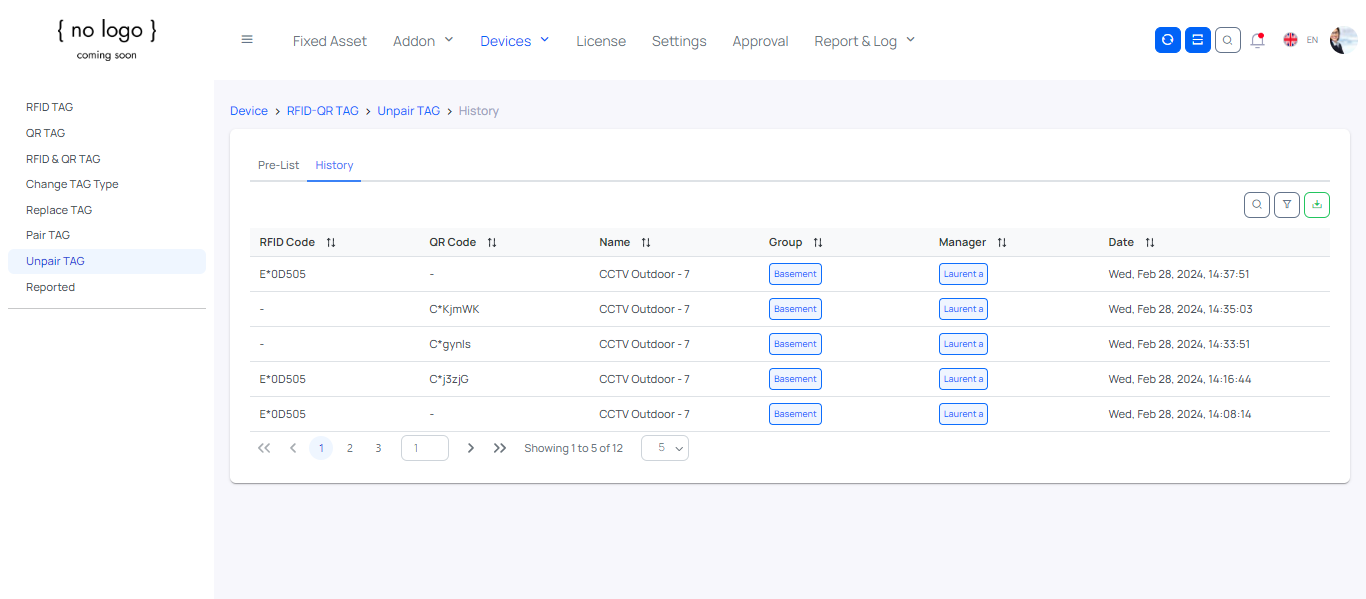 { no logo }
coming soon
Fixed Asset Addon Devices License Settings Approval Report & Log EN
RFID TAG
QR TAG
RFID & QR TAG
Change TAG Type
Replace TAG
Pair TAG
Unpair TAG
Reported
Device > RFID-QR TAG > Unpair TAG > History
Pre-List History
RFID Code QR Code Name Group Manager Date
E*0D505 - CCTV Outdoor - 7 Basement Laurent a Wed, Feb 28, 2024, 14:37:51
- C*KjmWK CCTV Outdoor - 7 Basement Laurent a Wed, Feb 28, 2024, 14:35:03
- C*gynls CCTV Outdoor - 7 Basement Laurent a Wed, Feb 28, 2024, 14:33:51
E*0D505 C*j3zjG CCTV Outdoor - 7 Basement Laurent a Wed, Feb 28, 2024, 14:16:44
E*0D505 - CCTV Outdoor - 7 Basement Laurent a Wed, Feb 28, 2024, 14:08:14
1 2 3 1 Showing 1 to 5 of 12 5